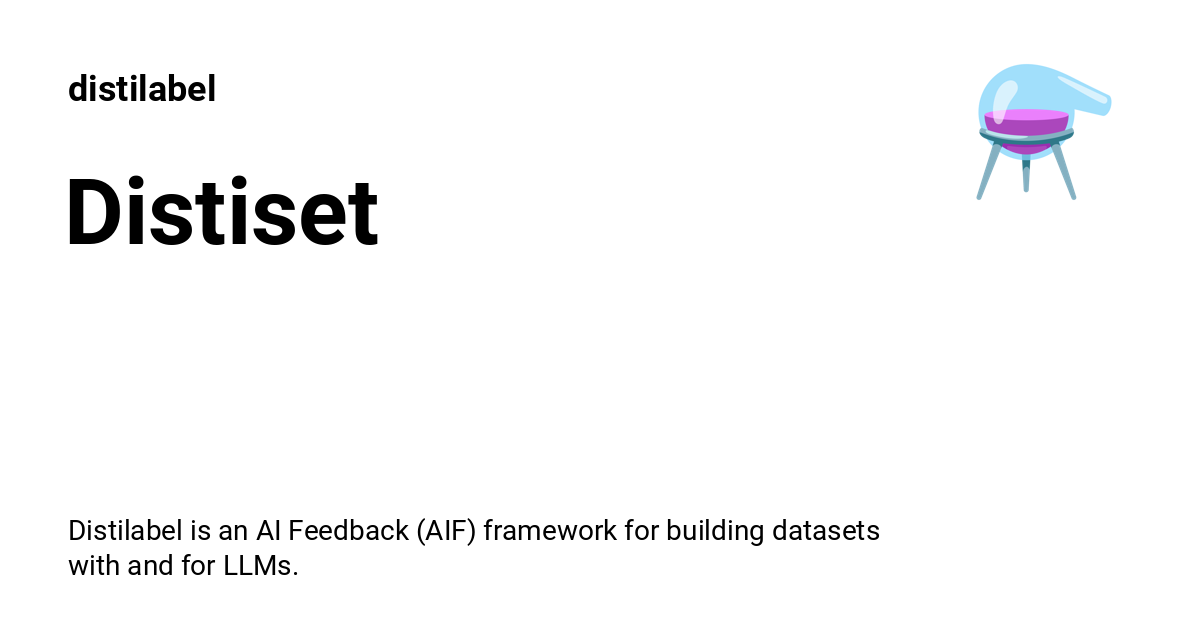 distilabel
Distiset
Distilabel is an AI Feedback (AIF) framework for building datasets
with and for LLMs.